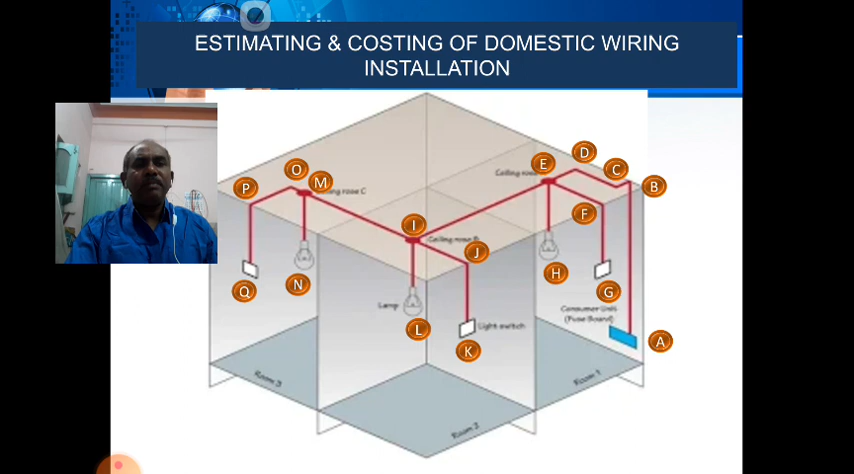 ESTIMATING & COSTING OF DOMESTIC WIRING
INSTALLATION
D
E
C
Ceiling rose
B
O
M
P
Ceiling rose C
F
I
Ceiling rose B
J
H
G
Q
N
Consumer Unit
(Fuse Board)
Lamp
L
Light switch
K
A
Room 3
Room 1
Room 2